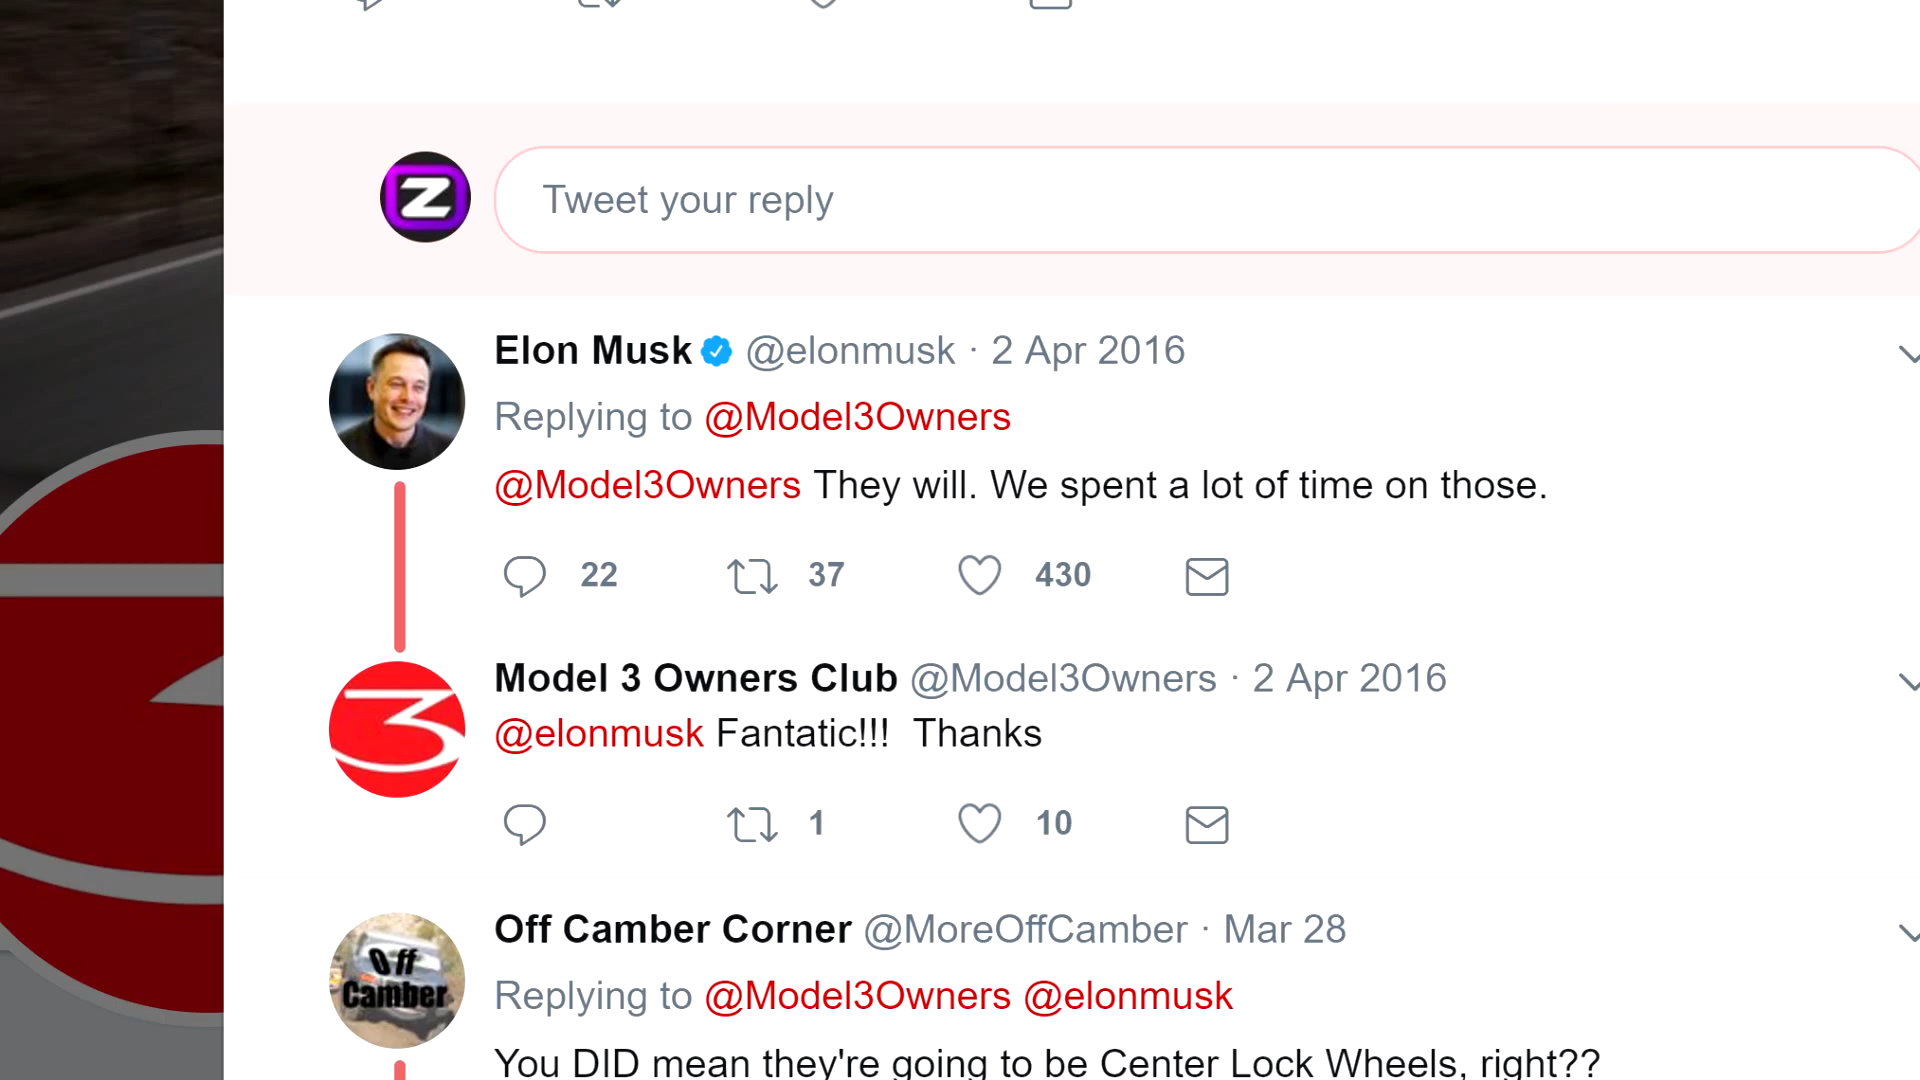 Tweet your reply
Elon Musk @elonmusk · 2 Apr 2016
Replying to @Model3Owners
@Model3Owners They will. We spent a lot of time on those.
22 37 430
Model 3 Owners Club @Model3Owners · 2 Apr 2016
@elonmusk Fantatic!!!  Thanks
1 10
Off Camber Corner @MoreOffCamber · Mar 28
Off
Camber
Replying to @Model3Owners @elonmusk
You DID mean they're going to be Center Lock Wheels, right??